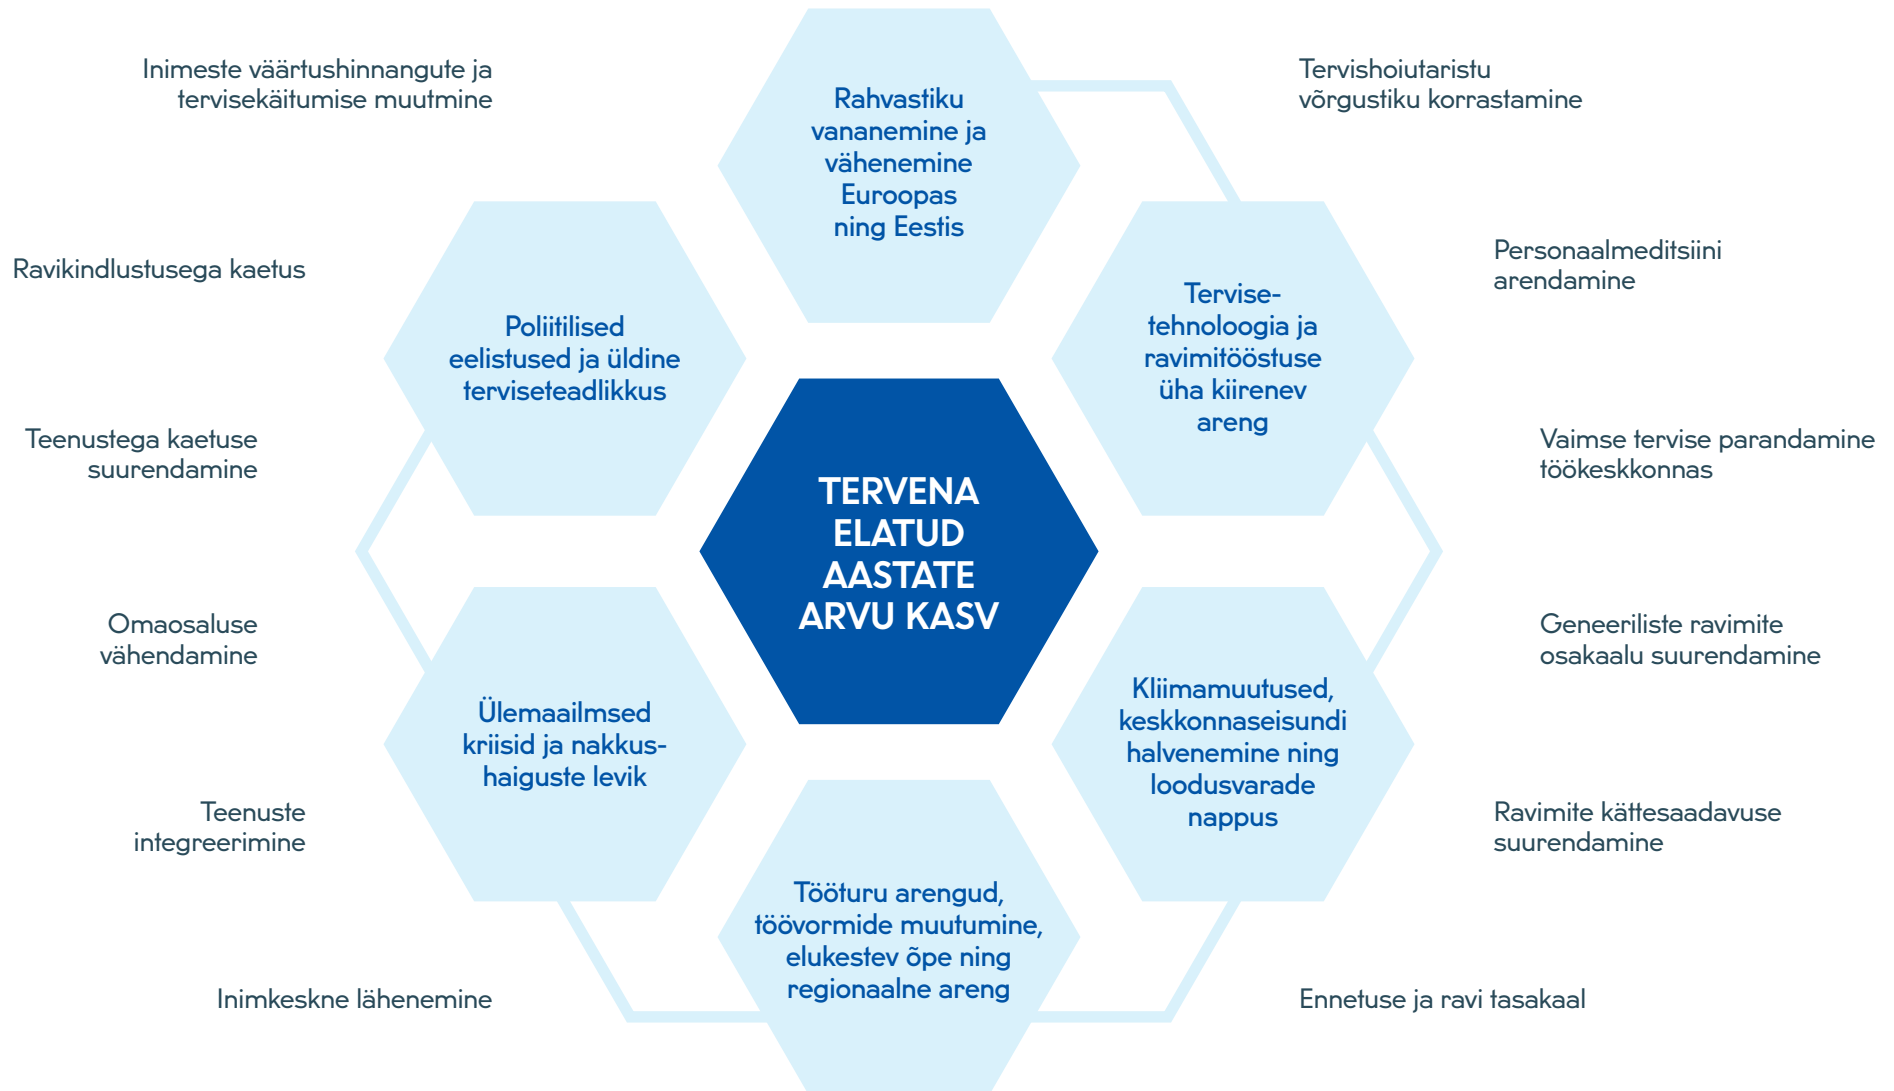 Inimeste väärtushinnangute ja
tervisekäitumise muutmine
Ravikindlustusega kaetus
Teenustega kaetuse
suurendamine
Omaosaluse
vähendamine
Teenuste
integreerimine
Inimkeskne lähenemine
Rahvastiku
vananemine ja
vähenemine
Euroopas
ning Eestis
Poliitilised
eelistused ja üldine
terviseteadlikkus
Tervise-
tehnoloogia ja
ravimitööstuse
üha kiirenev
areng
TERVENA
ELATUD
AASTATE
ARVU KASV
Ülemaailmsed
kriisid ja nakkus-
haiguste levik
Kliimamuutused,
keskkonnaseisundi
halvenemine ning
loodusvarade
nappus
Tööturu arengud,
töövormide muutumine,
elukestev õpe ning
regionaalne areng
Tervishoiutaristu
võrgustiku korrastamine
Personaalmeditsiini
arendamine
Vaimse tervise parandamine
töökeskkonnas
Geneeriliste ravimite
osakaalu suurendamine
Ravimite kättesaadavuse
suurendamine
Ennetuse ja ravi tasakaal